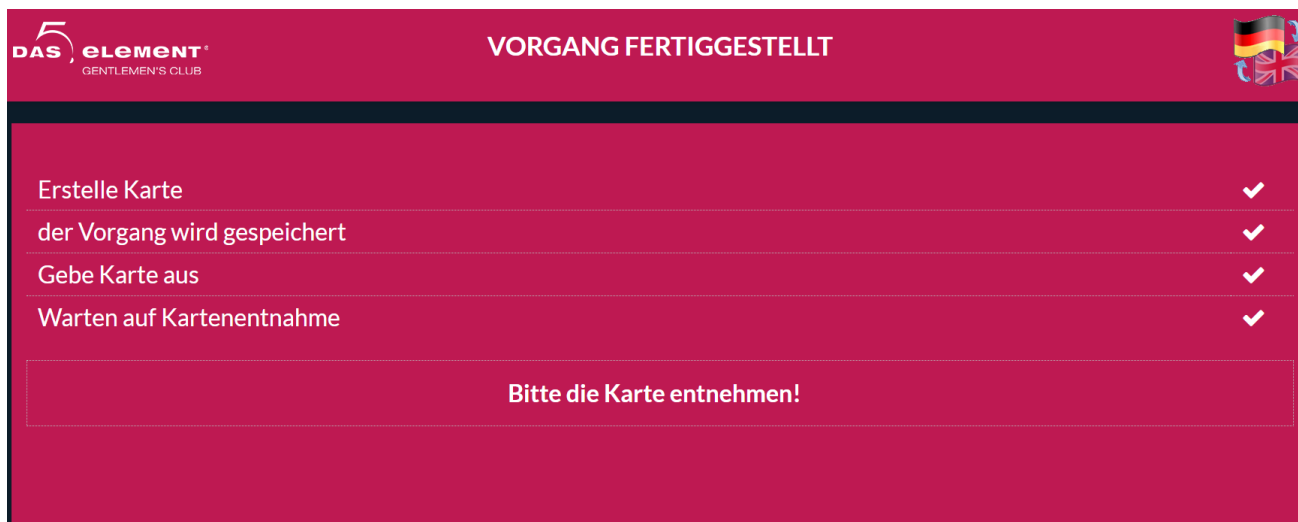 DAS 5 element
GENTLEMEN'S CLUB
VORGANG FERTIGGESTELLT
Erstelle Karte
der Vorgang wird gespeichert
Gebe Karte aus
Warten auf Kartenentnahme
Bitte die Karte entnehmen!